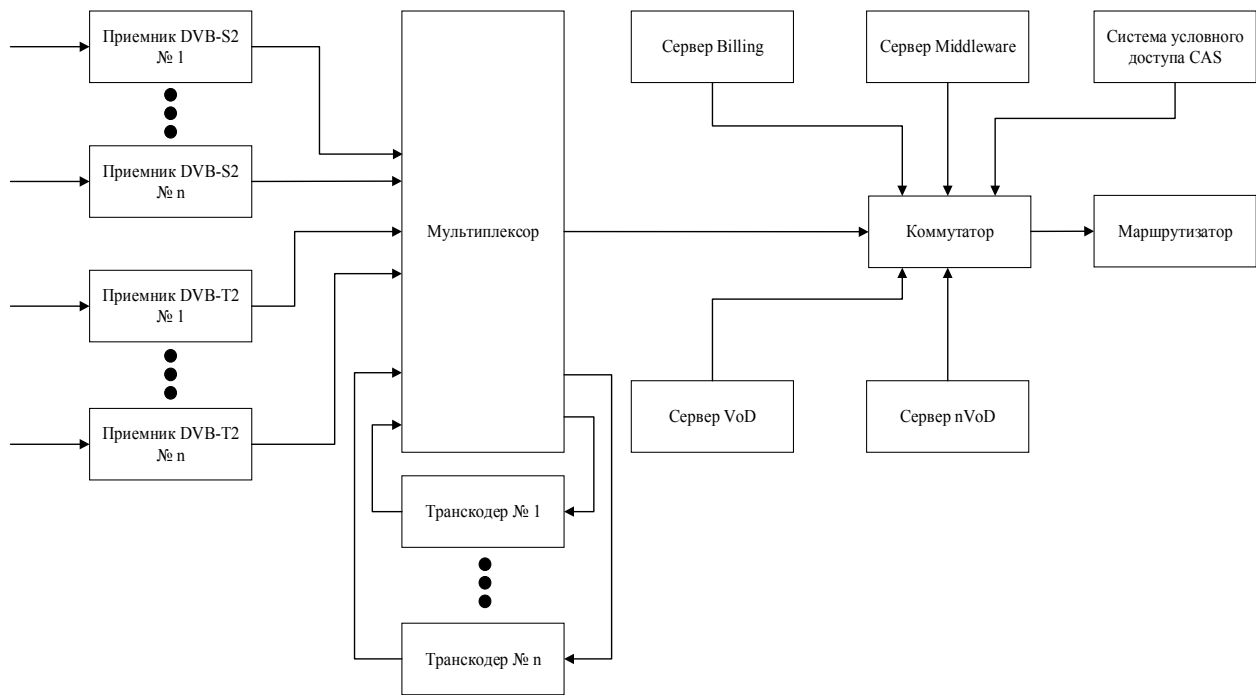 Приемник DVB-S2
№ 1
Приемник DVB-S2
№ n
Приемник DVB-T2
№ 1
Приемник DVB-T2
№ n
Мультиплексор
Транскодер № 1
Транскодер № n
Сервер Billing
Сервер Middleware
Система условного
доступа CAS
Коммутатор
Маршрутизатор
Сервер VoD
Сервер nVoD